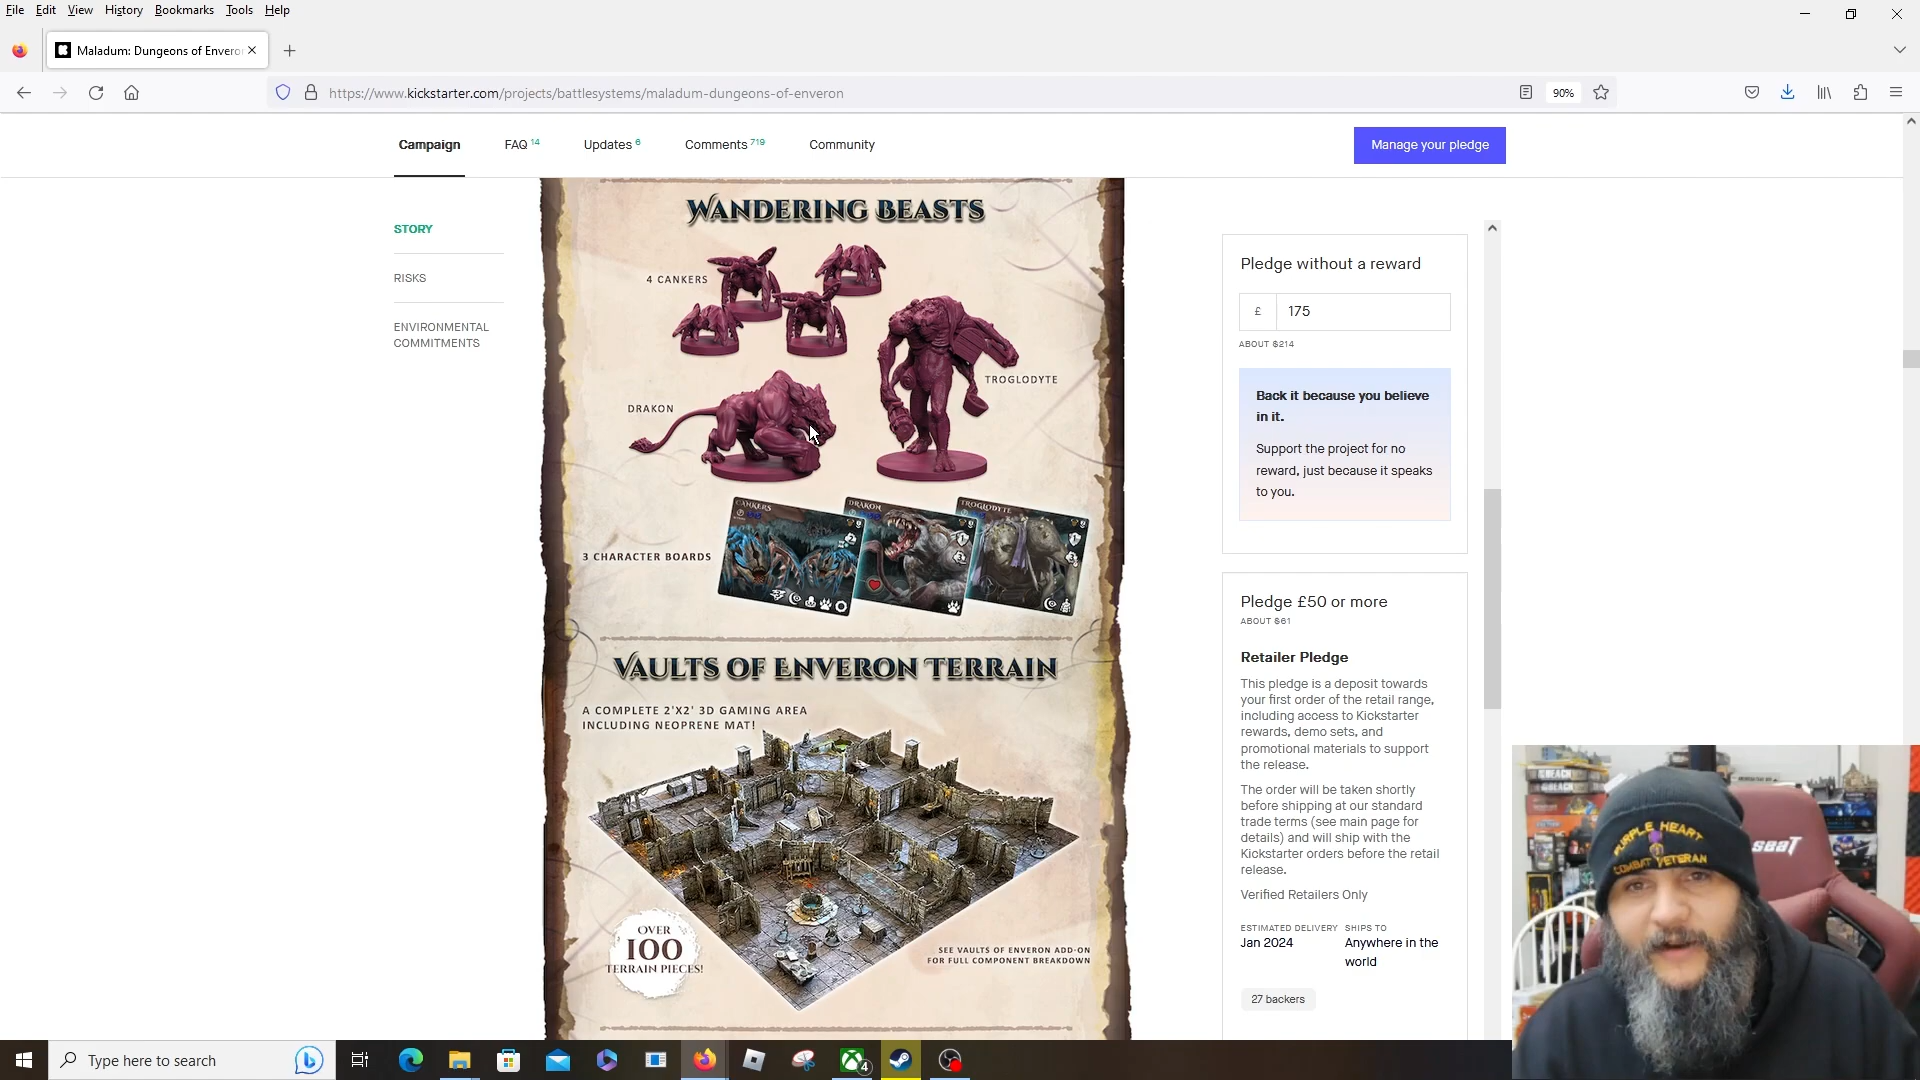 File Edit View History Bookmarks Tools Help
Maladum: Dungeons of Envero
https://www.kickstarter.com/projects/battlesystems/maladum-dungeons-of-enveron
90%
Campaign FAQ 14 Updates 6 Comments 719 Community
Manage your pledge
STORY
RISKS
ENVIRONMENTAL
COMMITMENTS
WANDERING BEASTS
4 CANKERS
TROGLODYTE
DRAKON
CANKERS
DRAKON
TROGLODYTE
3 CHARACTER BOARDS
VAULTS OF ENVERON TERRAIN
A COMPLETE 2'X2' 3D GAMING AREA
INCLUDING NEOPRENE MAT!
OVER
100
TERRAIN PIECES!
SEE VAULTS OF ENVERON ADD-ON
FOR FULL COMPONENT BREAKDOWN
Pledge without a reward
£ 175
ABOUT $214
Back it because you believe
in it.
Support the project for no
reward, just because it speaks
to you.
Pledge £50 or more
ABOUT $61
Retailer Pledge
This pledge is a deposit towards
your first order of the retail range,
including access to Kickstarter
rewards, demo sets, and
promotional materials to support
the release.
The order will be taken shortly
before shipping at our standard
trade terms (see main page for
details) and will ship with the
Kickstarter orders before the retail
release.
Verified Retailers Only
ESTIMATED DELIVERY SHIPS TO
Jan 2024 Anywhere in the
world
27 backers
PURPLE HEART
COMBAT VETERAN
seaT
Type here to search
4